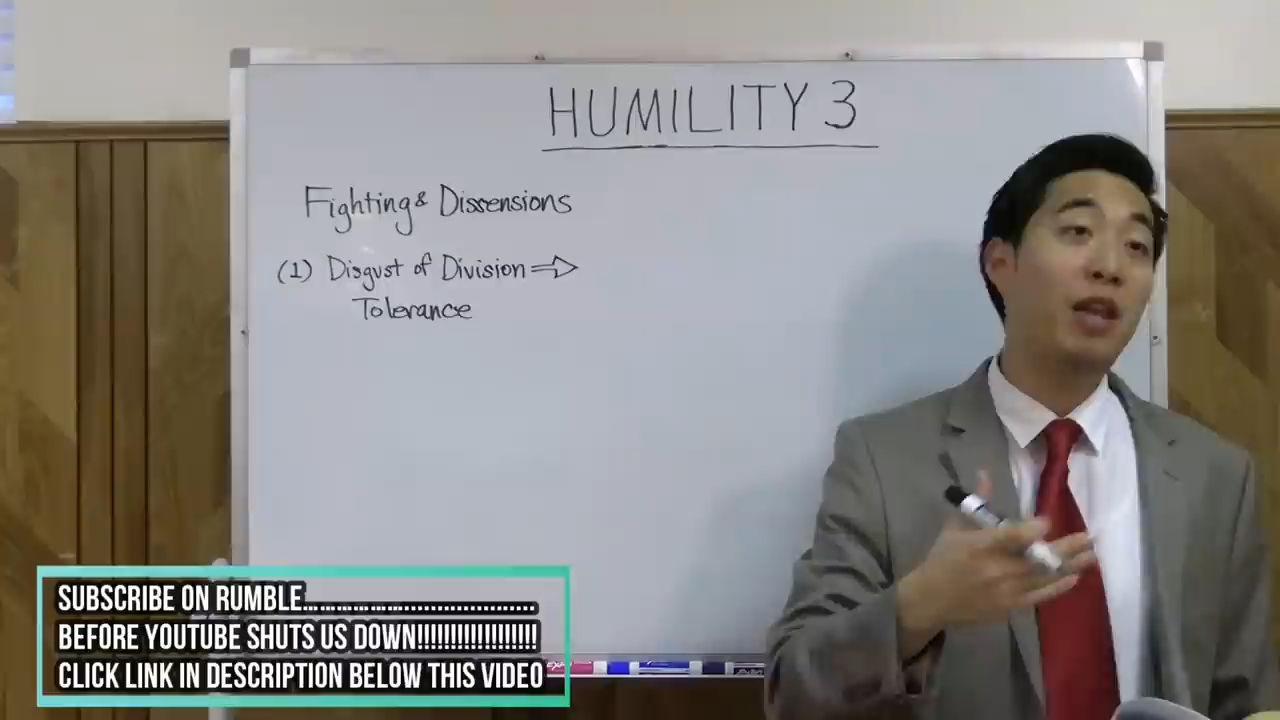 HUMILITY 3
Fighting & Dissensions
(1) Disgust of Division ⇒
Tolerance
SUBSCRIBE ON RUMBLE.....................................
BEFORE YOUTUBE SHUTS US DOWN!!!!!!!!!!!!!!!!!!!
CLICK LINK IN DESCRIPTION BELOW THIS VIDEO